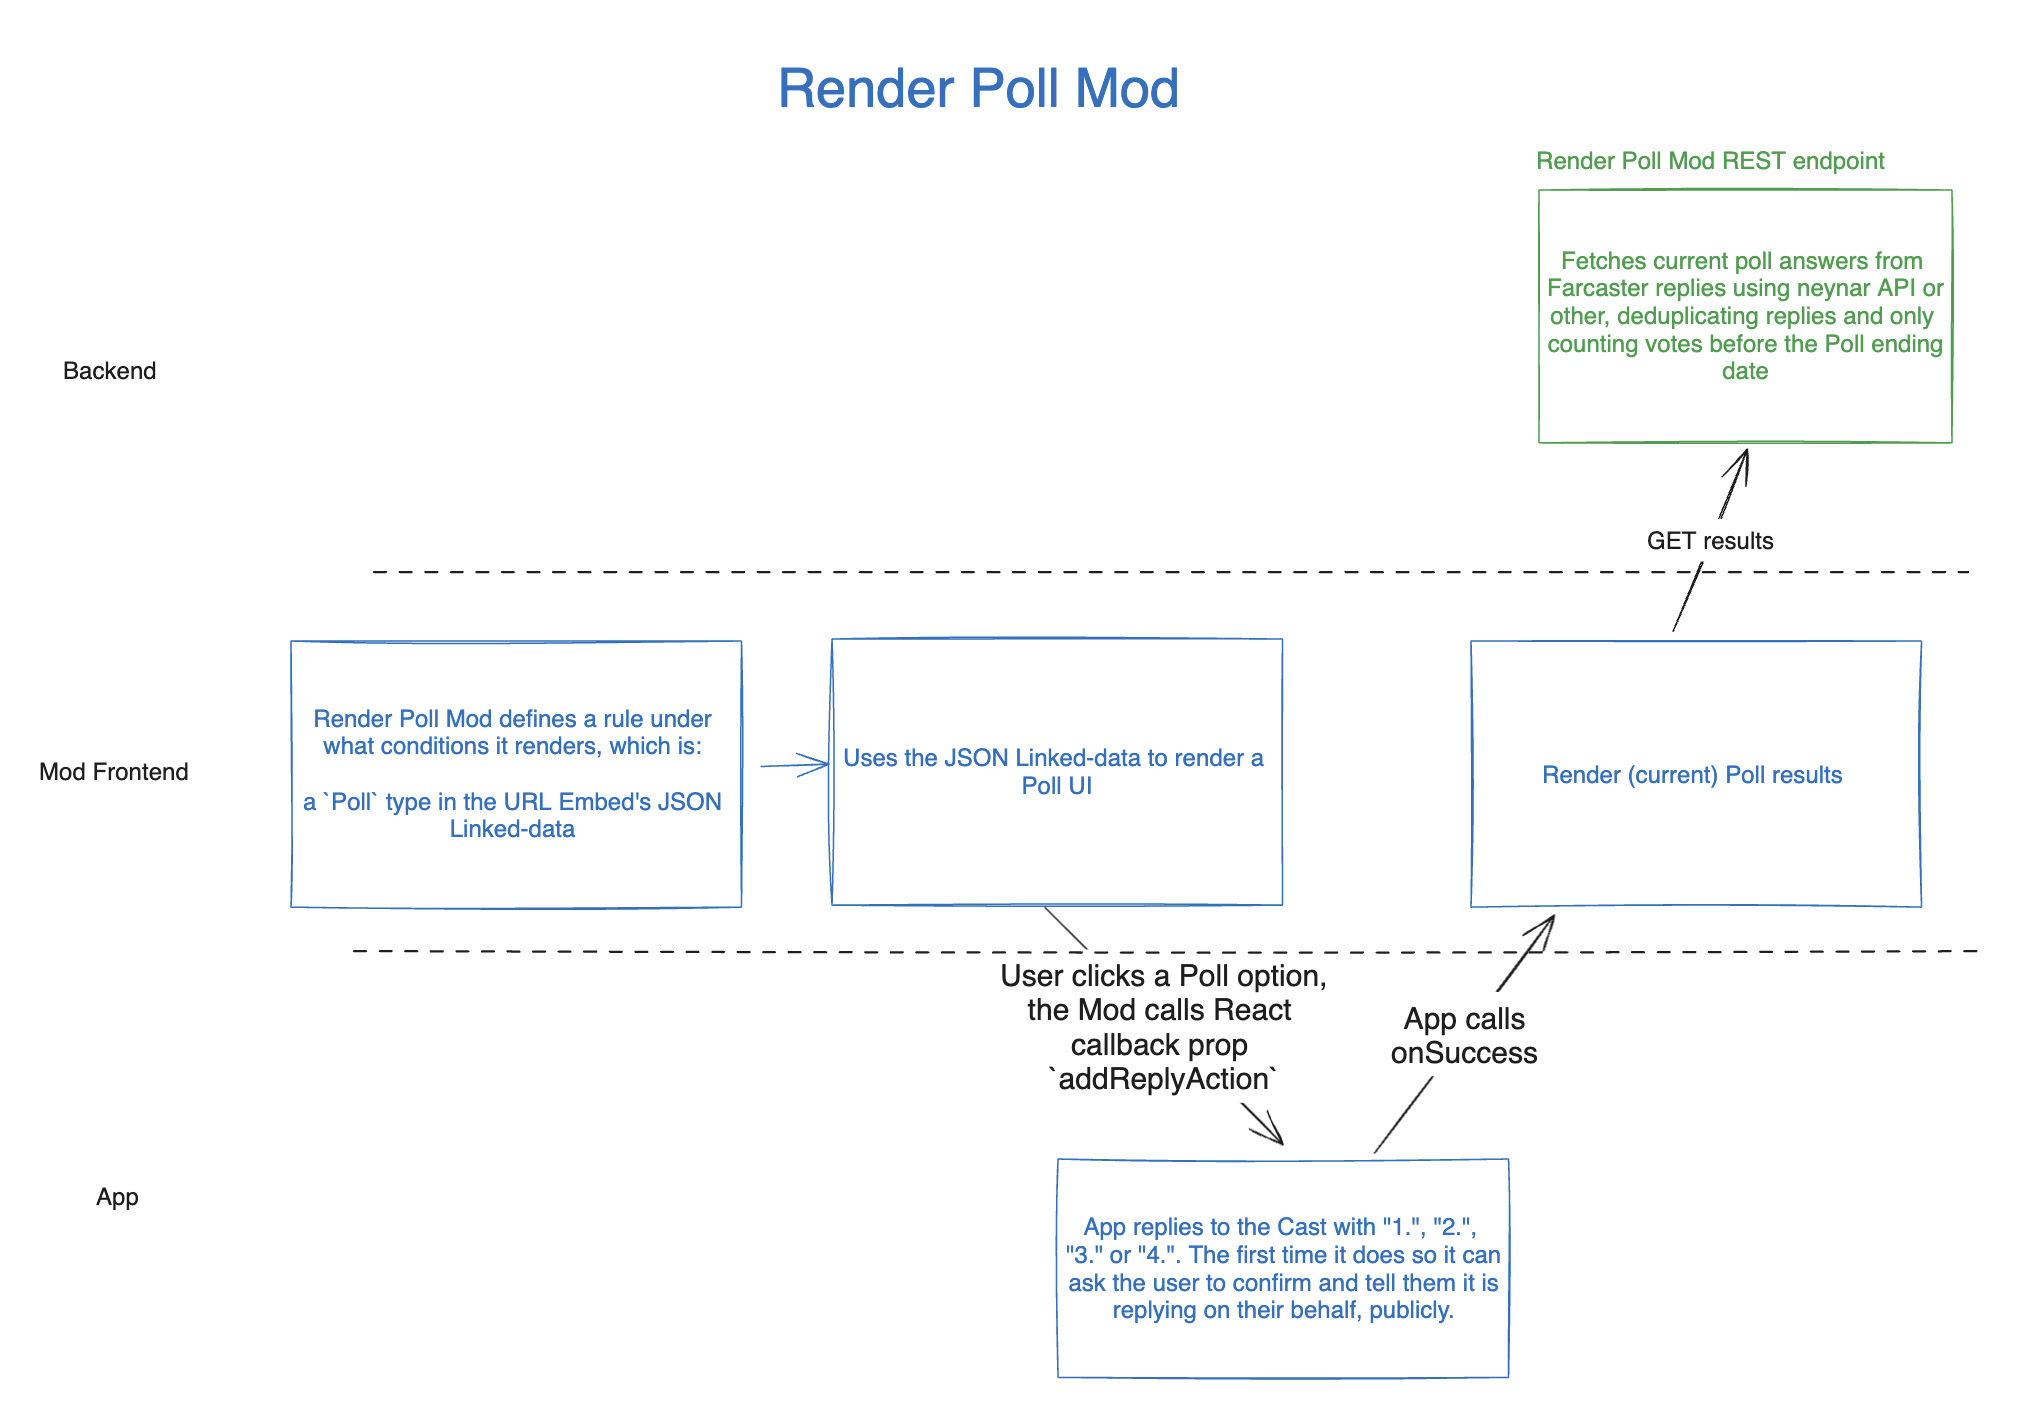 Render Poll Mod
Render Poll Mod REST endpoint
Fetches current poll answers from
Farcaster replies using neynar API or
other, deduplicating replies and only
counting votes before the Poll ending
date
Backend
GET results
Mod Frontend
Render Poll Mod defines a rule under
what conditions it renders, which is:
a `Poll` type in the URL Embed's JSON
Linked-data
Uses the JSON Linked-data to render a
Poll UI
Render (current) Poll results
User clicks a Poll option,
the Mod calls React
callback prop
`addReplyAction`
App calls
onSuccess
App
App replies to the Cast with "1.", "2.",
"3." or "4.". The first time it does so it can
ask the user to confirm and tell them it is
replying on their behalf, publicly.